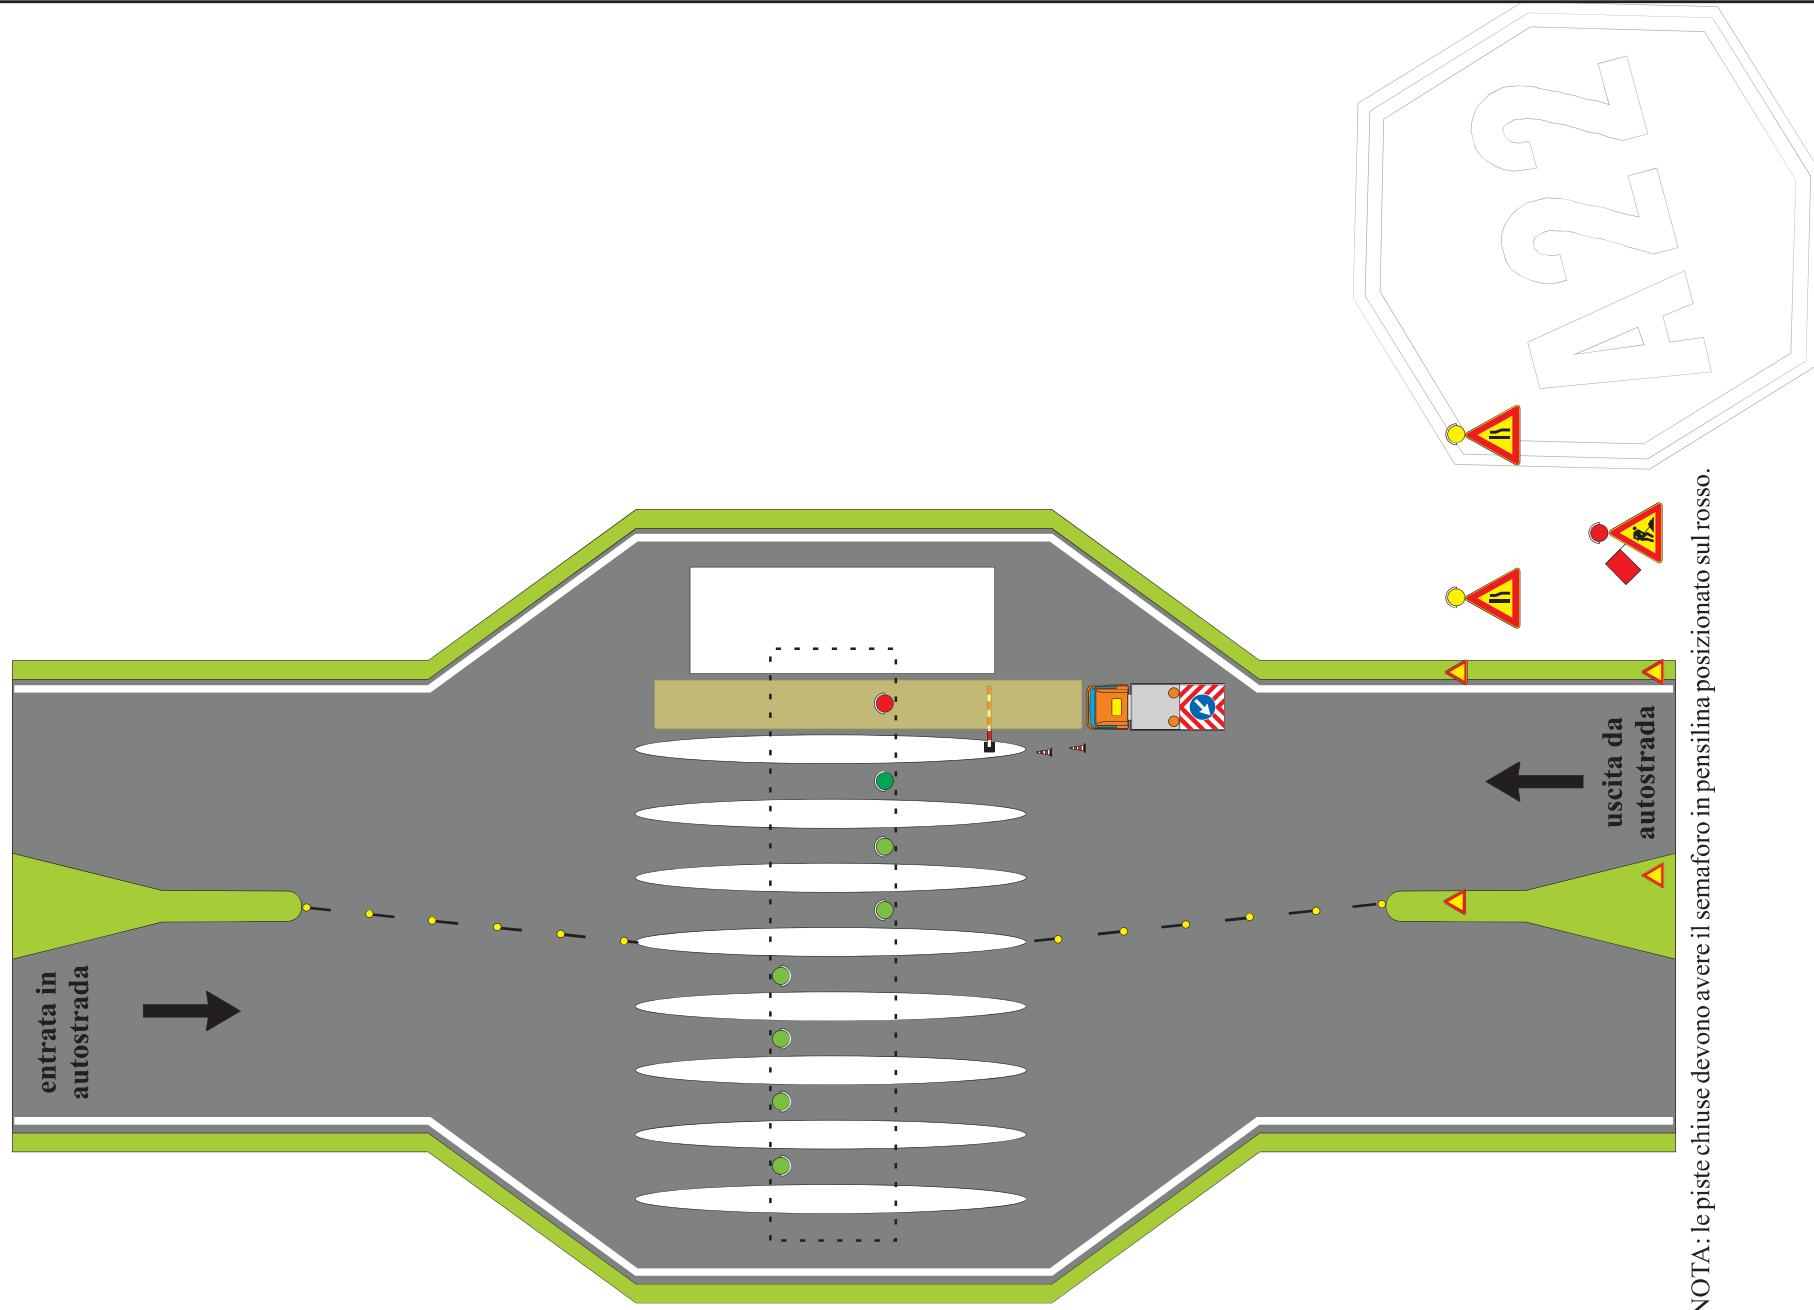 A22
entrata in
autostrada
uscita da
autostrada
NOTA: le piste chiuse devono avere il semaforo in pensilina posizionato sul rosso.